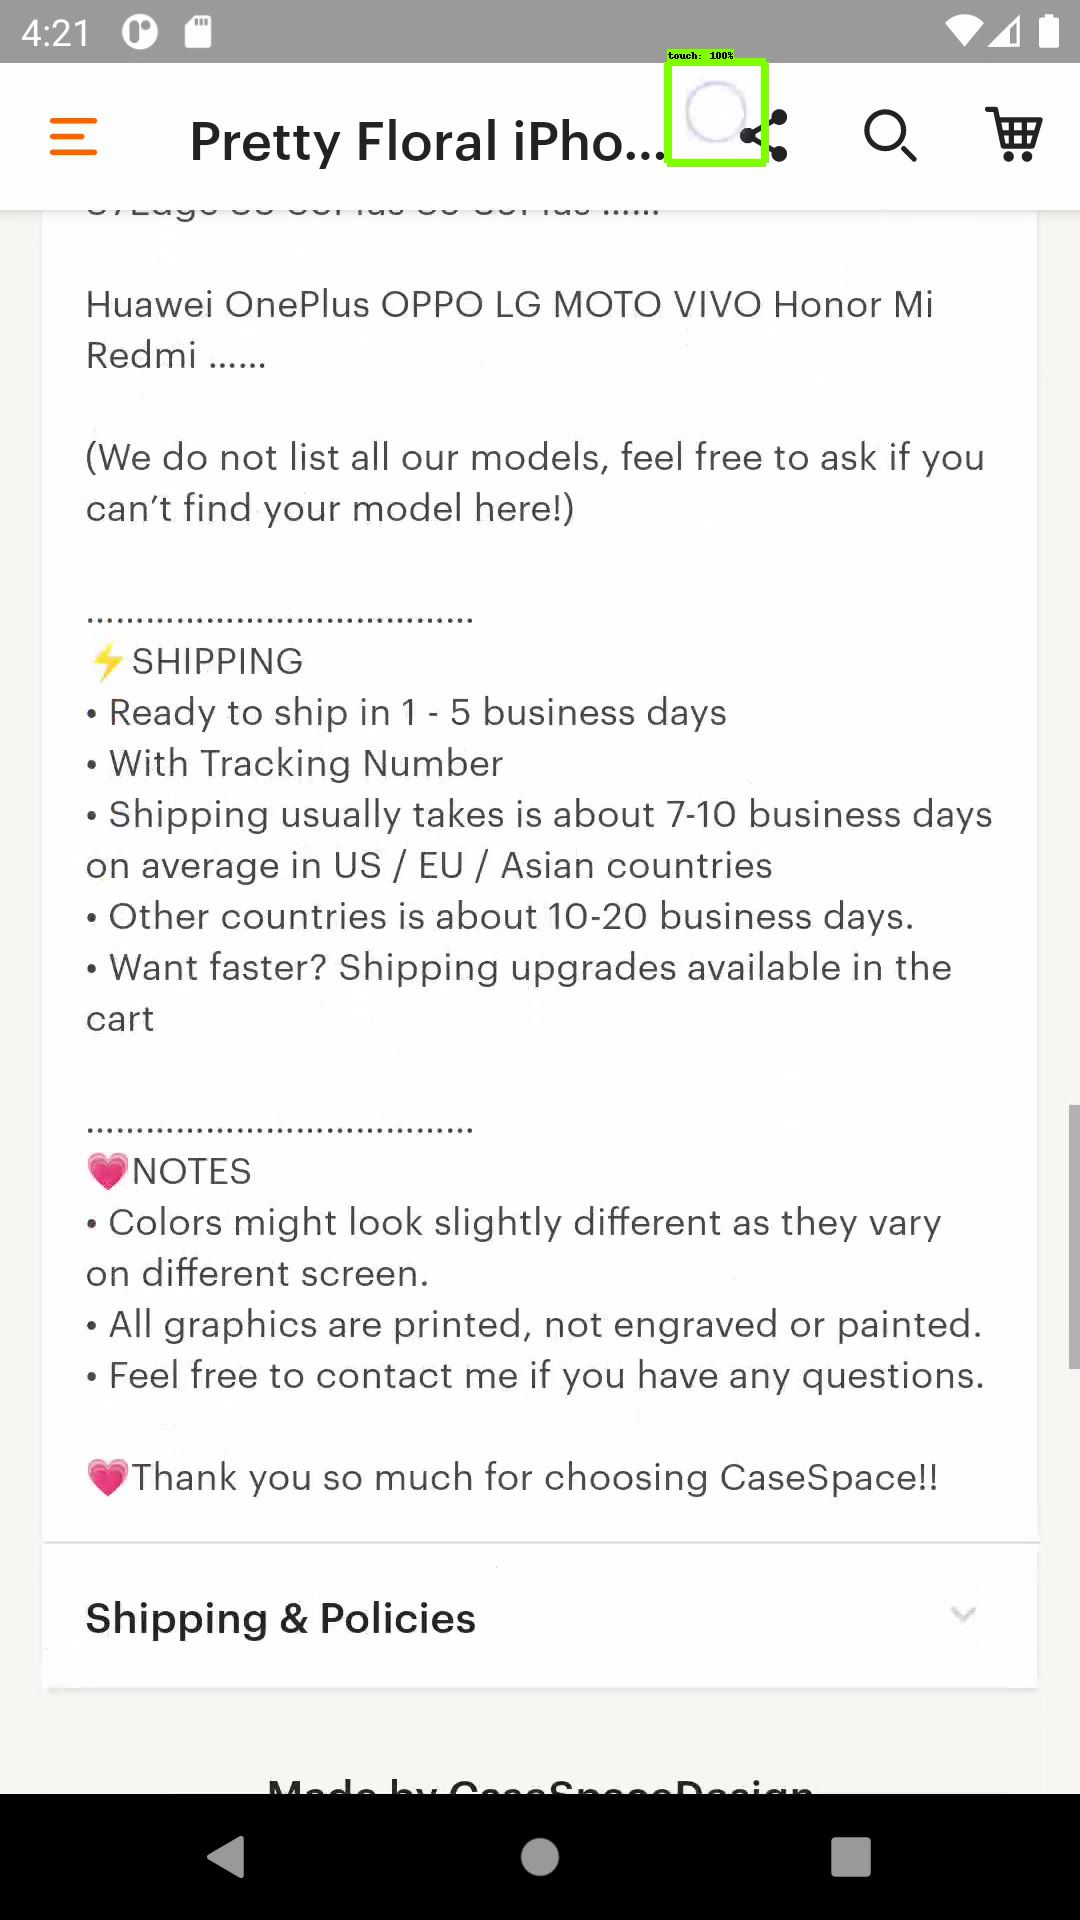 4:21
touch: 100%
Pretty Floral iPho...
Huawei OnePlus OPPO LG MOTO VIVO Honor Mi
Redmi ......
(We do not list all our models, feel free to ask if you
can't find your model here!)
......................................
⚡SHIPPING
• Ready to ship in 1 - 5 business days
• With Tracking Number
• Shipping usually takes is about 7-10 business days
on average in US / EU / Asian countries
• Other countries is about 10-20 business days.
• Want faster? Shipping upgrades available in the
cart
......................................
💗NOTES
• Colors might look slightly different as they vary
on different screen.
• All graphics are printed, not engraved or painted.
• Feel free to contact me if you have any questions.
💗Thank you so much for choosing CaseSpace!!
Shipping & Policies
Made by CaseSpaceDesign